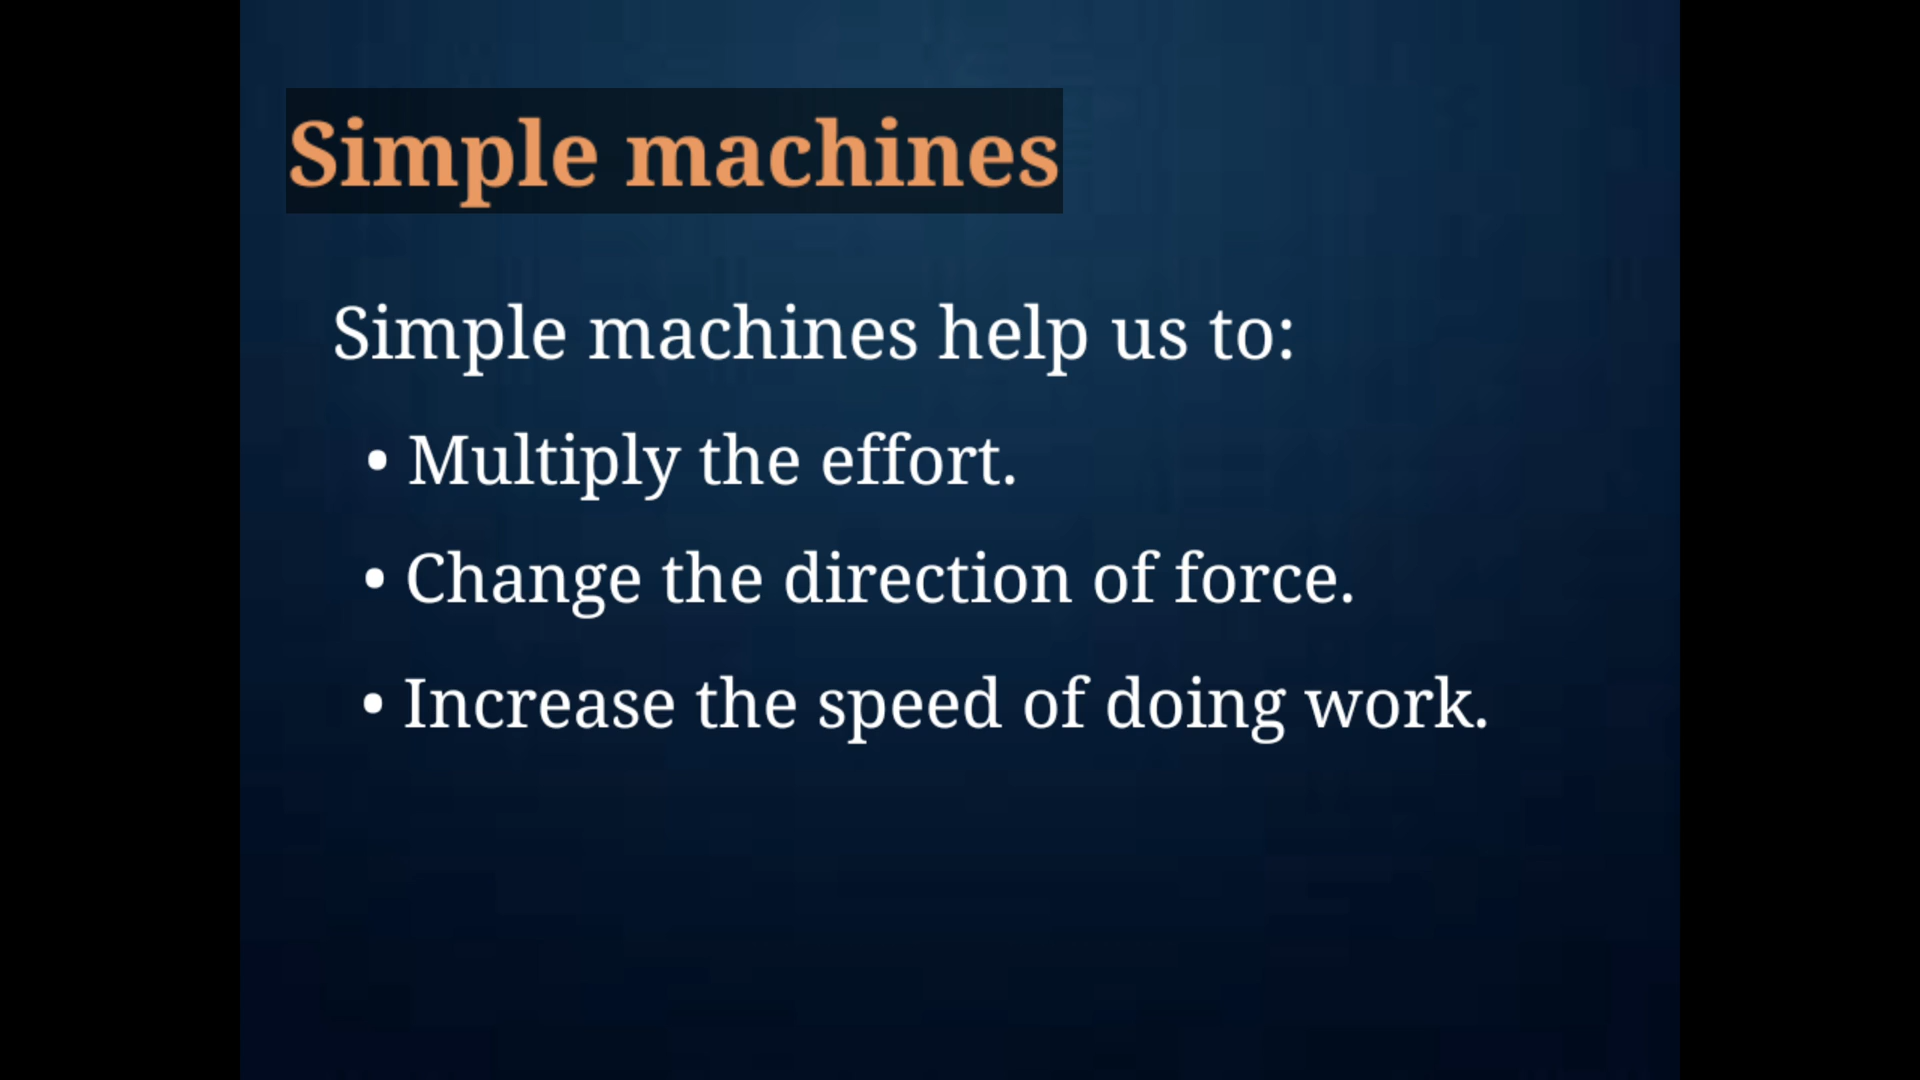 Simple machines
Simple machines help us to:
• Multiply the effort.
• Change the direction of force.
• Increase the speed of doing work.